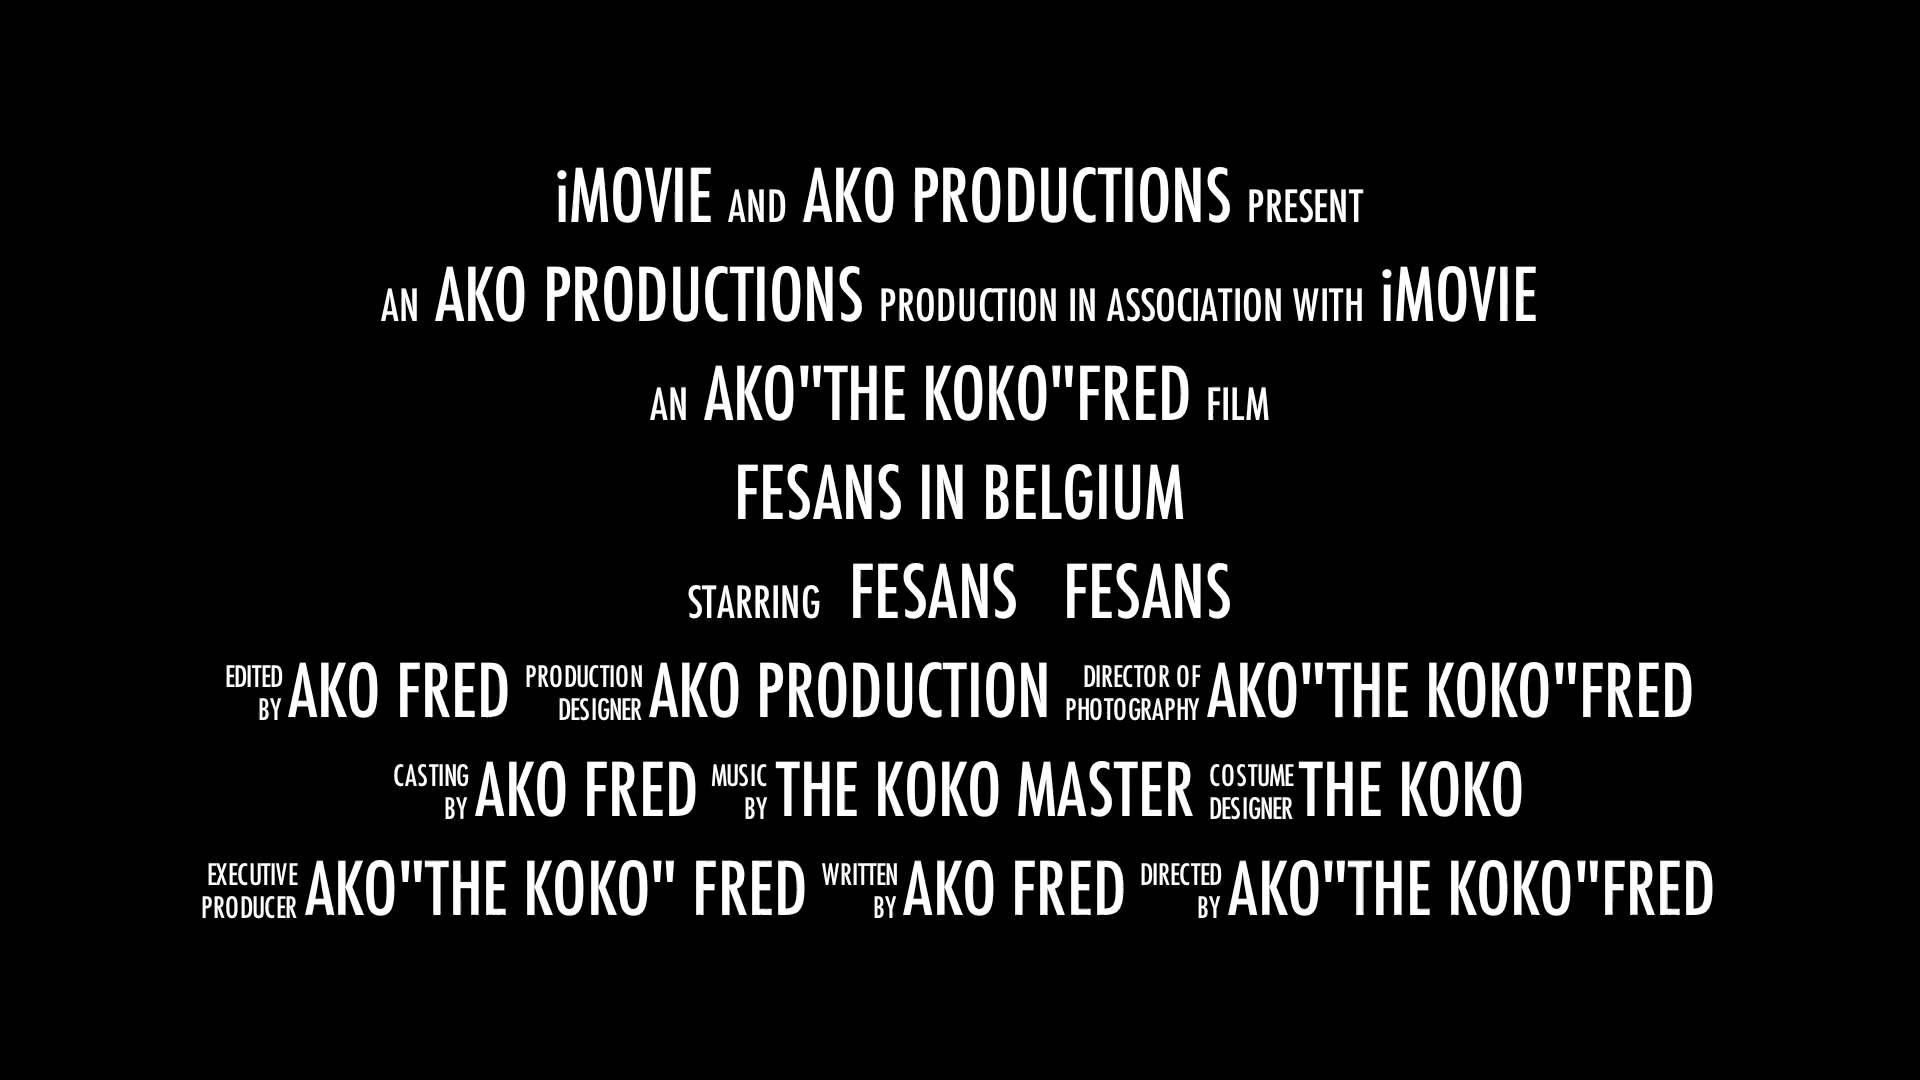 iMOVIE AND AKO PRODUCTIONS PRESENT
AN AKO PRODUCTIONS PRODUCTION IN ASSOCIATION WITH iMOVIE
AN AKO"THE KOKO"FRED FILM
FESANS IN BELGIUM
STARRING FESANS FESANS
EDITED BY AKO FRED PRODUCTION DESIGNER AKO PRODUCTION DIRECTOR OF PHOTOGRAPHY AKO"THE KOKO"FRED
CASTING BY AKO FRED MUSIC BY THE KOKO MASTER COSTUME DESIGNER THE KOKO
EXECUTIVE PRODUCER AKO"THE KOKO" FRED WRITTEN BY AKO FRED DIRECTED BY AKO"THE KOKO"FRED